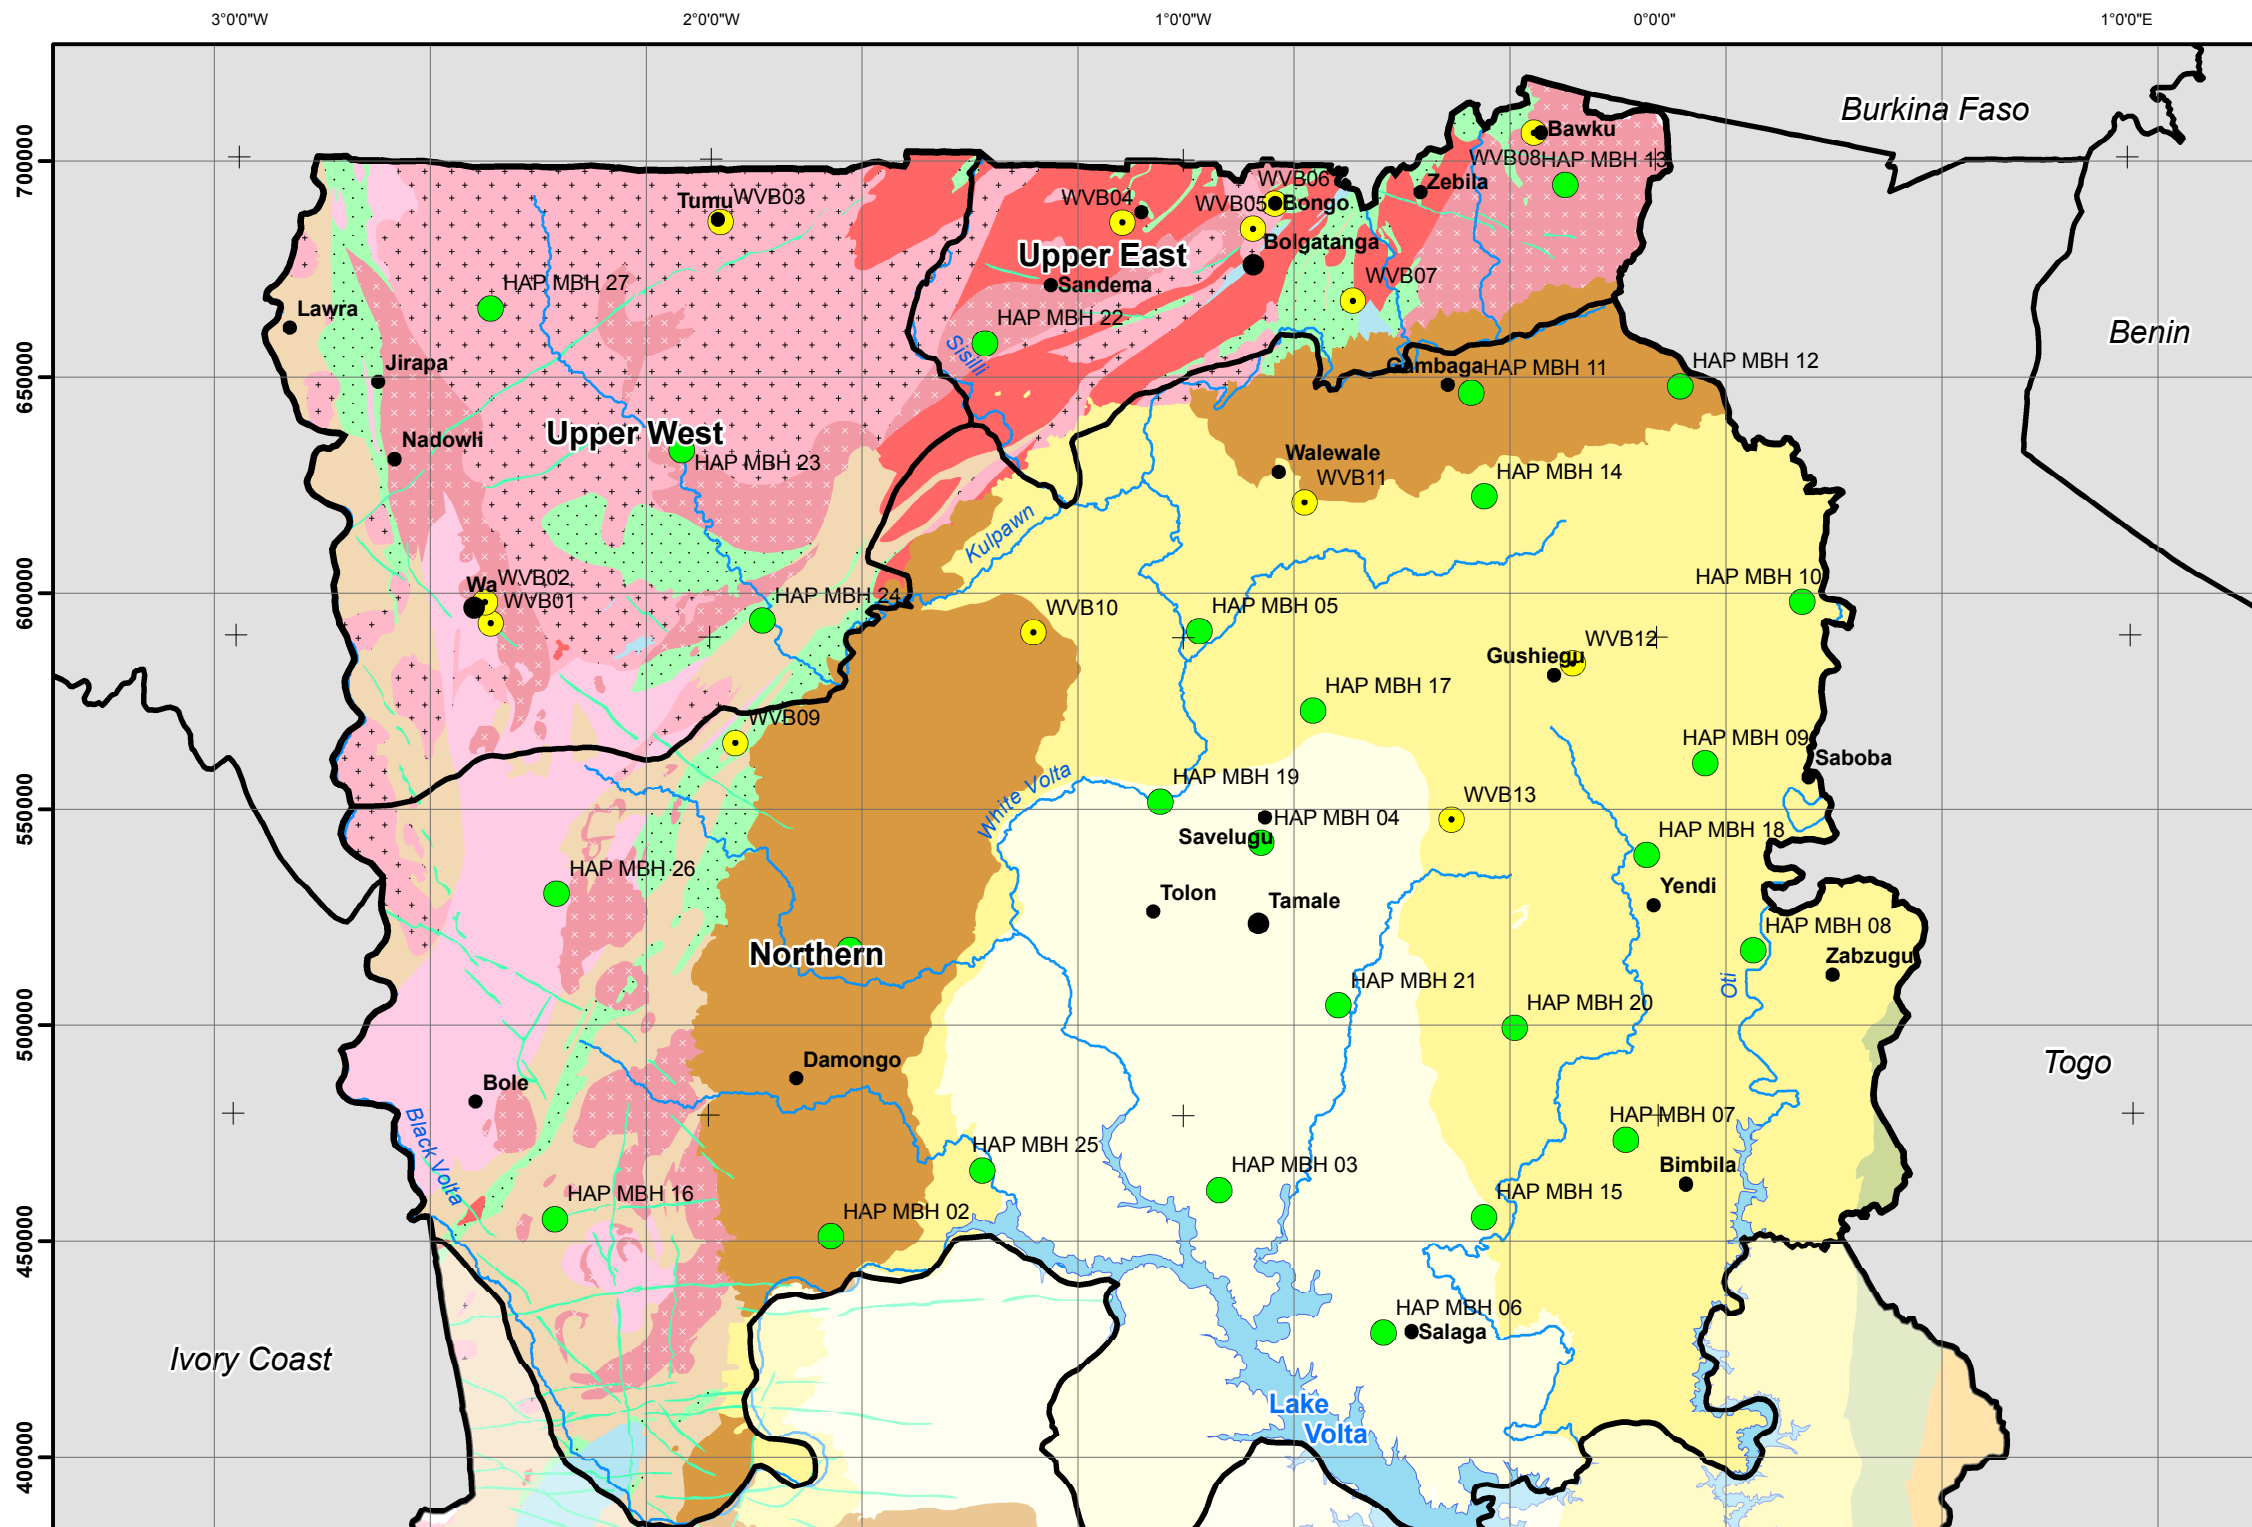 3°0'0"W
2°0'0"W
1°0'0"W
0°0'0"
1°0'0"E
Burkina Faso
700000
Bawku
WVB08
HAP MBH 13
WVB06
Zebila
WVB04
Tumu
WVB03
WVB05
Bongo
Bolgatanga
Upper East
WVB07
Sandema
HAP MBH 27
Lawra
HAP MBH 22
Benin
Sisilli
Jirapa
Gambaga
HAP MBH 11
HAP MBH 12
650000
Nadowli
Upper West
HAP MBH 23
Walewale
WVB11
HAP MBH 14
Kulpawn
Wa
WVB02
WVB01
HAP MBH 24
WVB10
HAP MBH 05
HAP MBH 10
600000
WVB12
Gushiegu
HAP MBH 17
WVB09
HAP MBH 09
Saboba
HAP MBH 19
White Volta
WVB13
550000
HAP MBH 04
Savelugu
HAP MBH 18
HAP MBH 26
Tolon
Tamale
Yendi
HAP MBH 08
Northern
Zabzugu
HAP MBH 21
Oti
HAP MBH 20
500000
Damongo
Togo
Bole
Black Volta
HAP MBH 07
HAP MBH 25
HAP MBH 03
Bimbila
HAP MBH 16
HAP MBH 02
HAP MBH 15
450000
HAP MBH 06
Salaga
Ivory Coast
Lake
Volta
400000